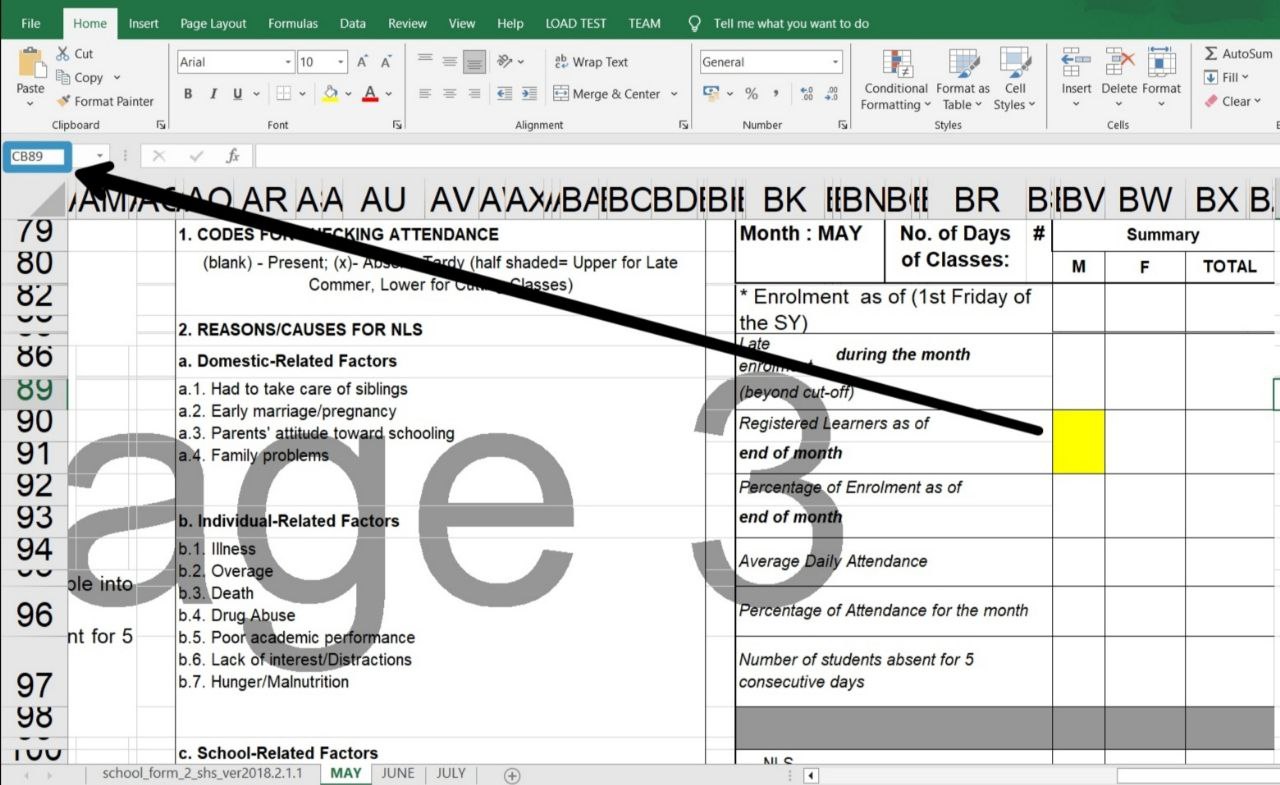 File Home Insert Page Layout Formulas Data Review View Help LOAD TEST TEAM Tell me what you want to do
Paste
Cut
Copy
Format Painter
Clipboard
Arial 10
B I U
Font
Wrap Text
Merge & Center
Alignment
General
% ,
Number
Conditional Formatting
Format as Table
Cell Styles
Styles
Insert Delete Format
Cells
AutoSum
Fill
Clear
CB89
fx
AR AU AV AX BA BC BD BK BN BR BV BW BX
79
80
82
86
89
90
91
92
93
94
96
97
98
100
1. CODES FOR CHECKING ATTENDANCE
(blank) - Present; (x)- Absent; Tardy (half shaded= Upper for Late
Commer, Lower for Cutting Classes)
2. REASONS/CAUSES FOR NLS
a. Domestic-Related Factors
a.1. Had to take care of siblings
a.2. Early marriage/pregnancy
a.3. Parents' attitude toward schooling
a.4. Family problems
b. Individual-Related Factors
b.1. Illness
b.2. Overage
b.3. Death
b.4. Drug Abuse
b.5. Poor academic performance
b.6. Lack of interest/Distractions
b.7. Hunger/Malnutrition
c. School-Related Factors
into
for 5
age 3
Month : MAY
No. of Days
of Classes:
#
Summary
M F TOTAL
* Enrolment as of (1st Friday of
the SY)
Late
enrolment
during the month
(beyond cut-off)
Registered Learners as of
end of month
Percentage of Enrolment as of
end of month
Average Daily Attendance
Percentage of Attendance for the month
Number of students absent for 5
consecutive days
NLS
school_form_2_shs_ver2018.2.1.1 MAY JUNE JULY